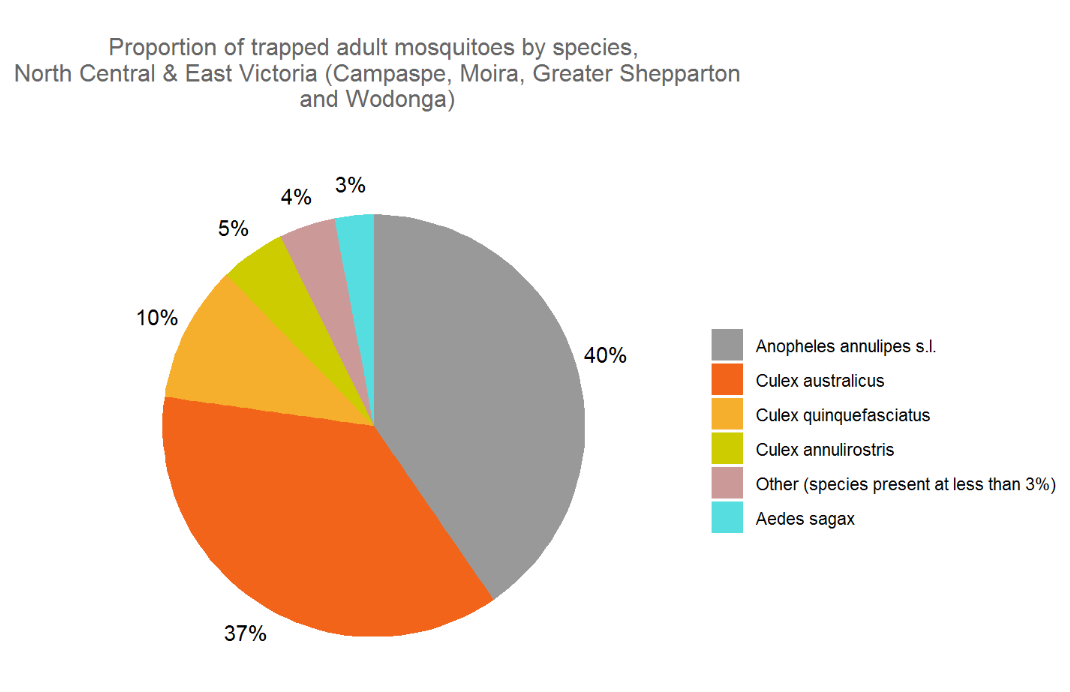 Proportion of trapped adult mosquitoes by species,
North Central & East Victoria (Campaspe, Moira, Greater Shepparton
and Wodonga)
3%
4%
5%
10%
40%
37%
Anopheles annulipes s.l.
Culex australicus
Culex quinquefasciatus
Culex annulirostris
Other (species present at less than 3%)
Aedes sagax